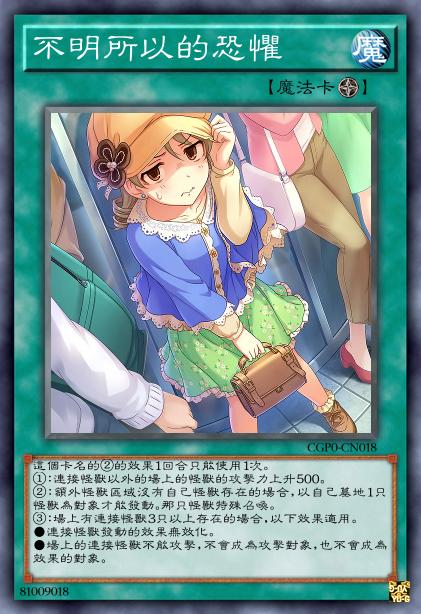 不明所以的恐懼
魔
【魔法卡】
CGP0-CN018
這個卡名的②的效果1回合只能使用1次。
①:連接怪獸以外的場上的怪獸的攻擊力上升500。
②:額外怪獸區域沒有自己怪獸存在的場合,以自己墓地1只
怪獸為對象才能發動。那只怪獸特殊召喚。
③:場上有連接怪獸3只以上存在的場合,以下效果適用。
●連接怪獸發動的效果無效化。
●場上的連接怪獸不能攻擊,不會成為攻擊對象,也不會成為
效果的對象。
81009018